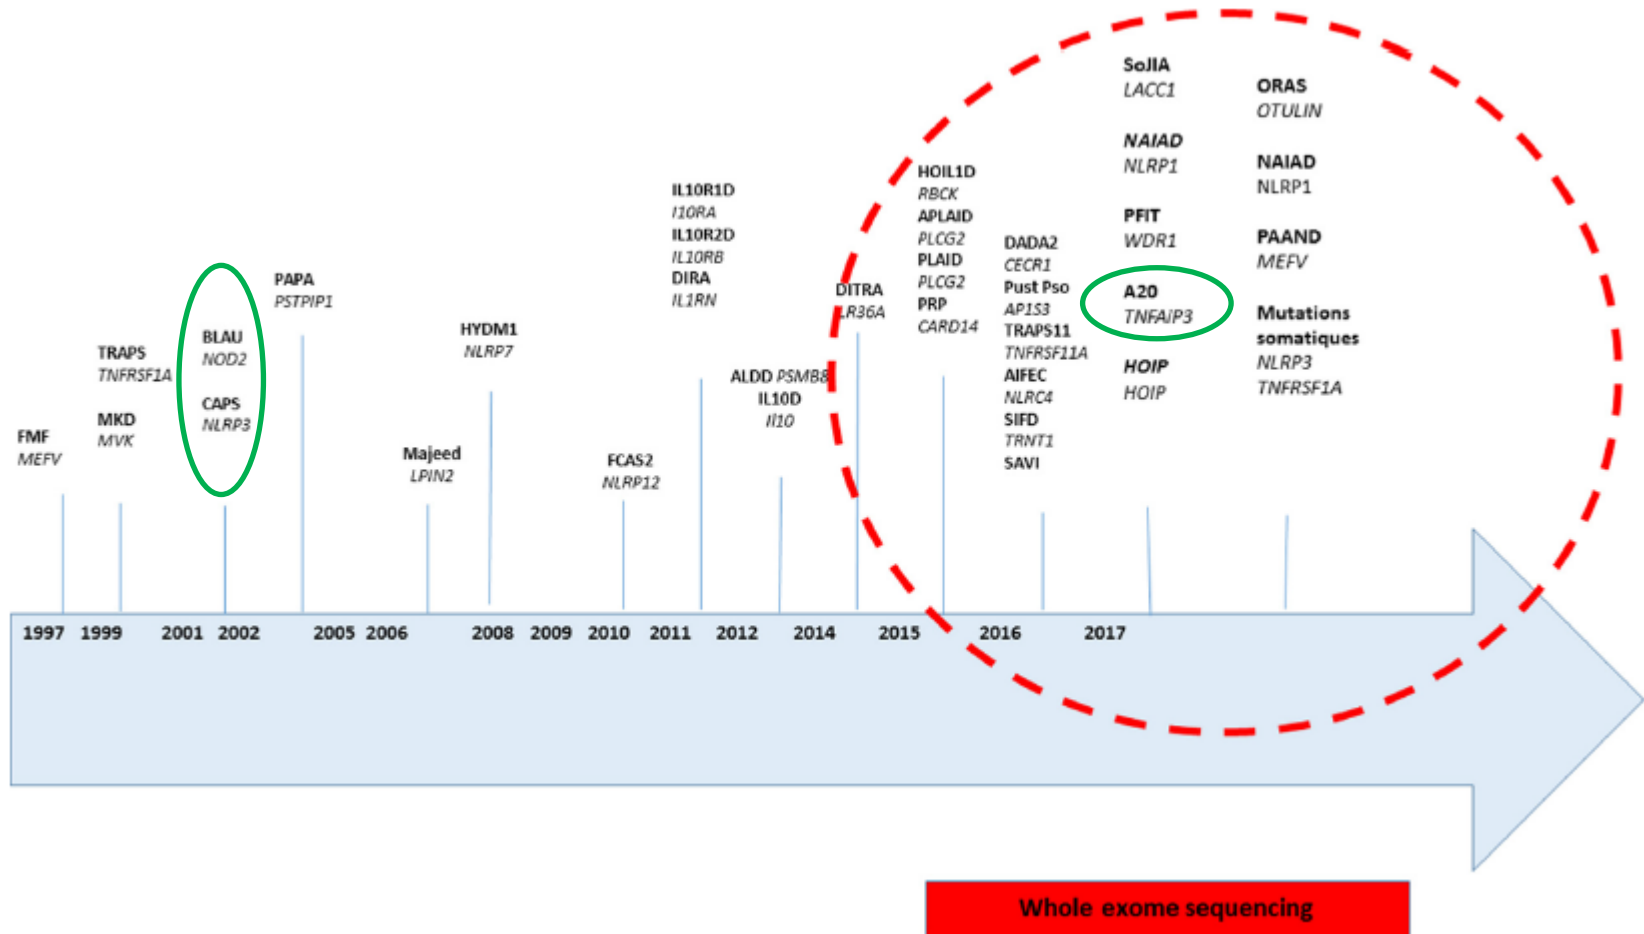 FMF
MEFV
TRAPS
TNFRSF1A
MKD
MVK
BLAU
NOD2
CAPS
NLRP3
PAPA
PSTPIP1
Majeed
LPIN2
HYDM1
NLRP7
FCAS2
NLRP12
IL10R1D
I10RA
IL10R2D
IL10RB
DIRA
IL1RN
ALDD PSMB8
IL10D
Il10
DITRA
LR36A
HOIL1D
RBCK
APLAID
PLCG2
PLAID
PLCG2
PRP
CARD14
DADA2
CECR1
Pust Pso
AP1S3
TRAPS11
TNFRSF11A
AIFEC
NLRC4
SIFD
TRNT1
SAVI
SoJIA
LACC1
NAIAD
NLRP1
PFIT
WDR1
A20
TNFAiP3
HOIP
HOIP
ORAS
OTULIN
NAIAD
NLRP1
PAAND
MEFV
Mutations
somatiques
NLRP3
TNFRSF1A
1997 1999 2001 2002 2005 2006 2008 2009 2010 2011 2012 2014 2015 2016 2017
Whole exome sequencing